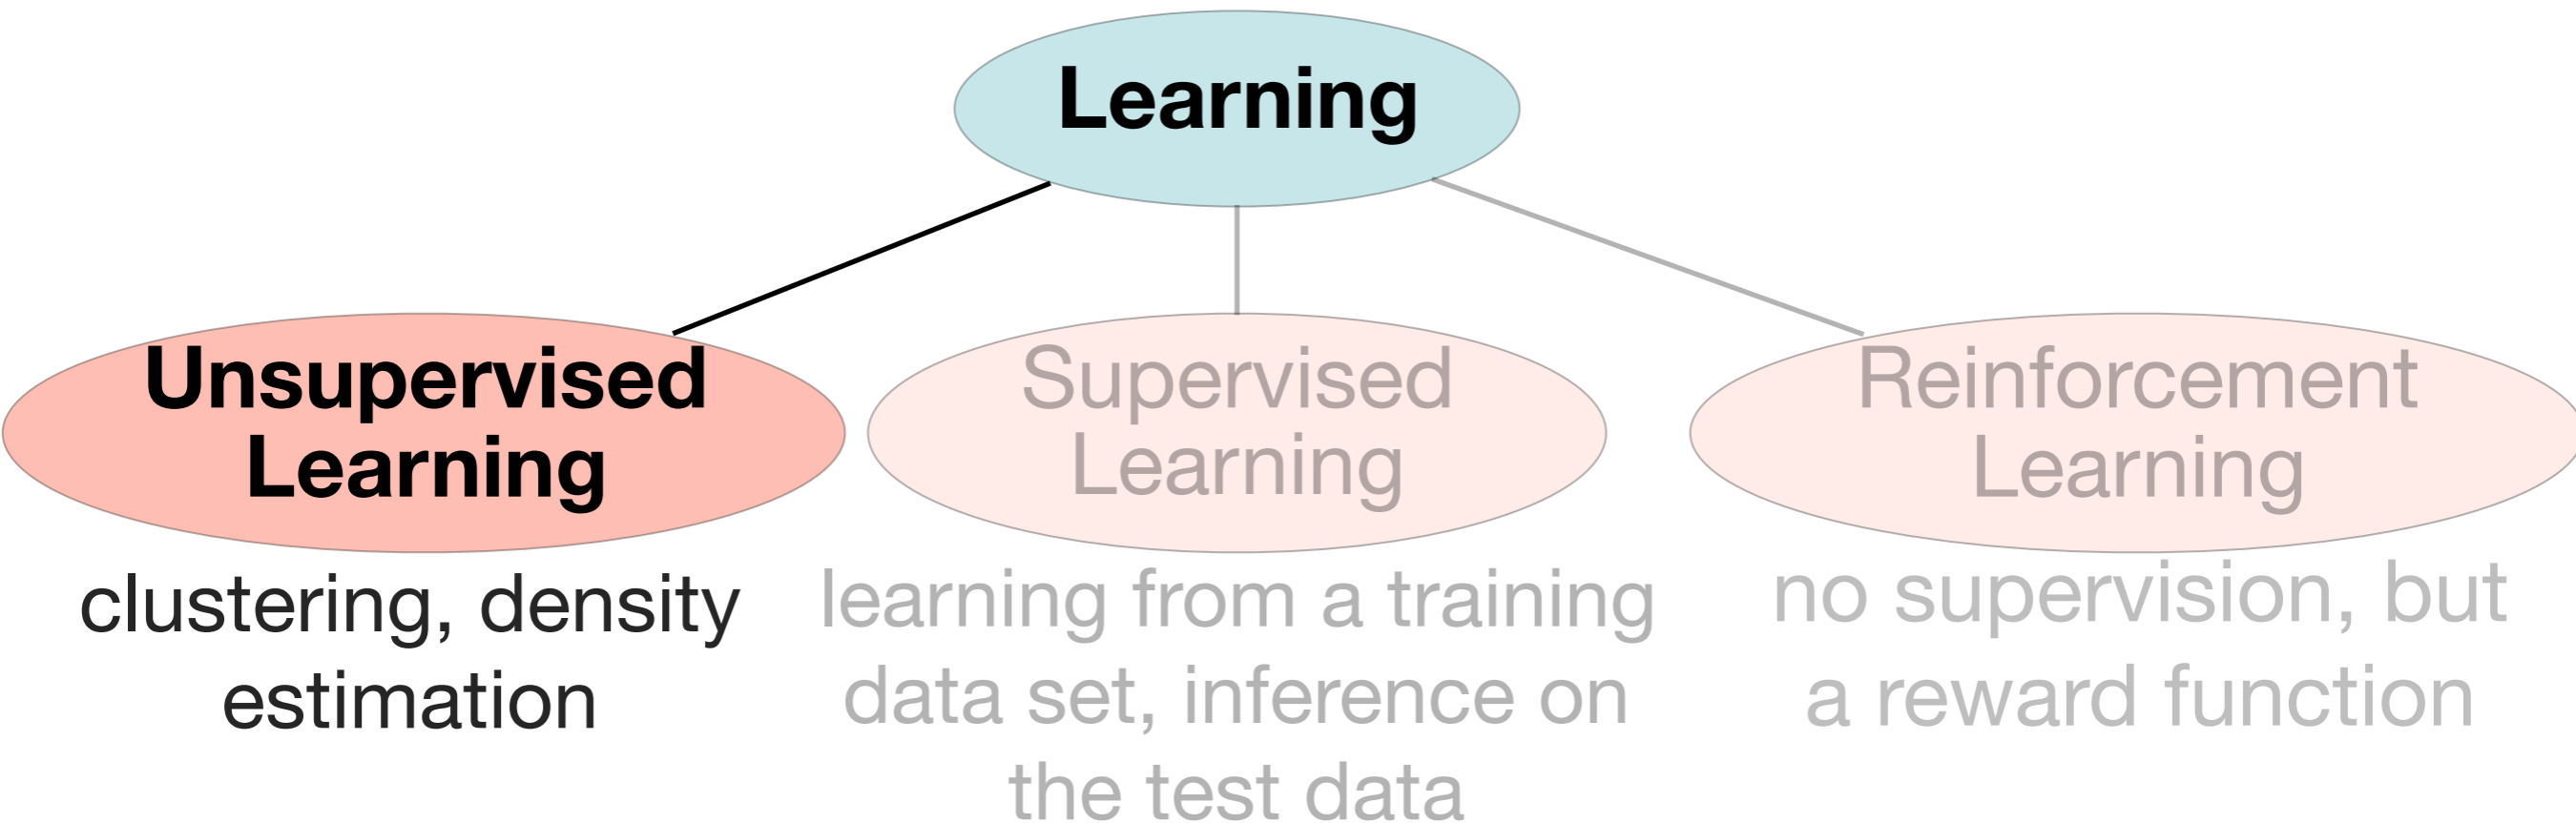 Learning
Unsupervised
Learning
clustering, density
estimation
Supervised
Learning
learning from a training
data set, inference on
the test data
Reinforcement
Learning
no supervision, but
a reward function